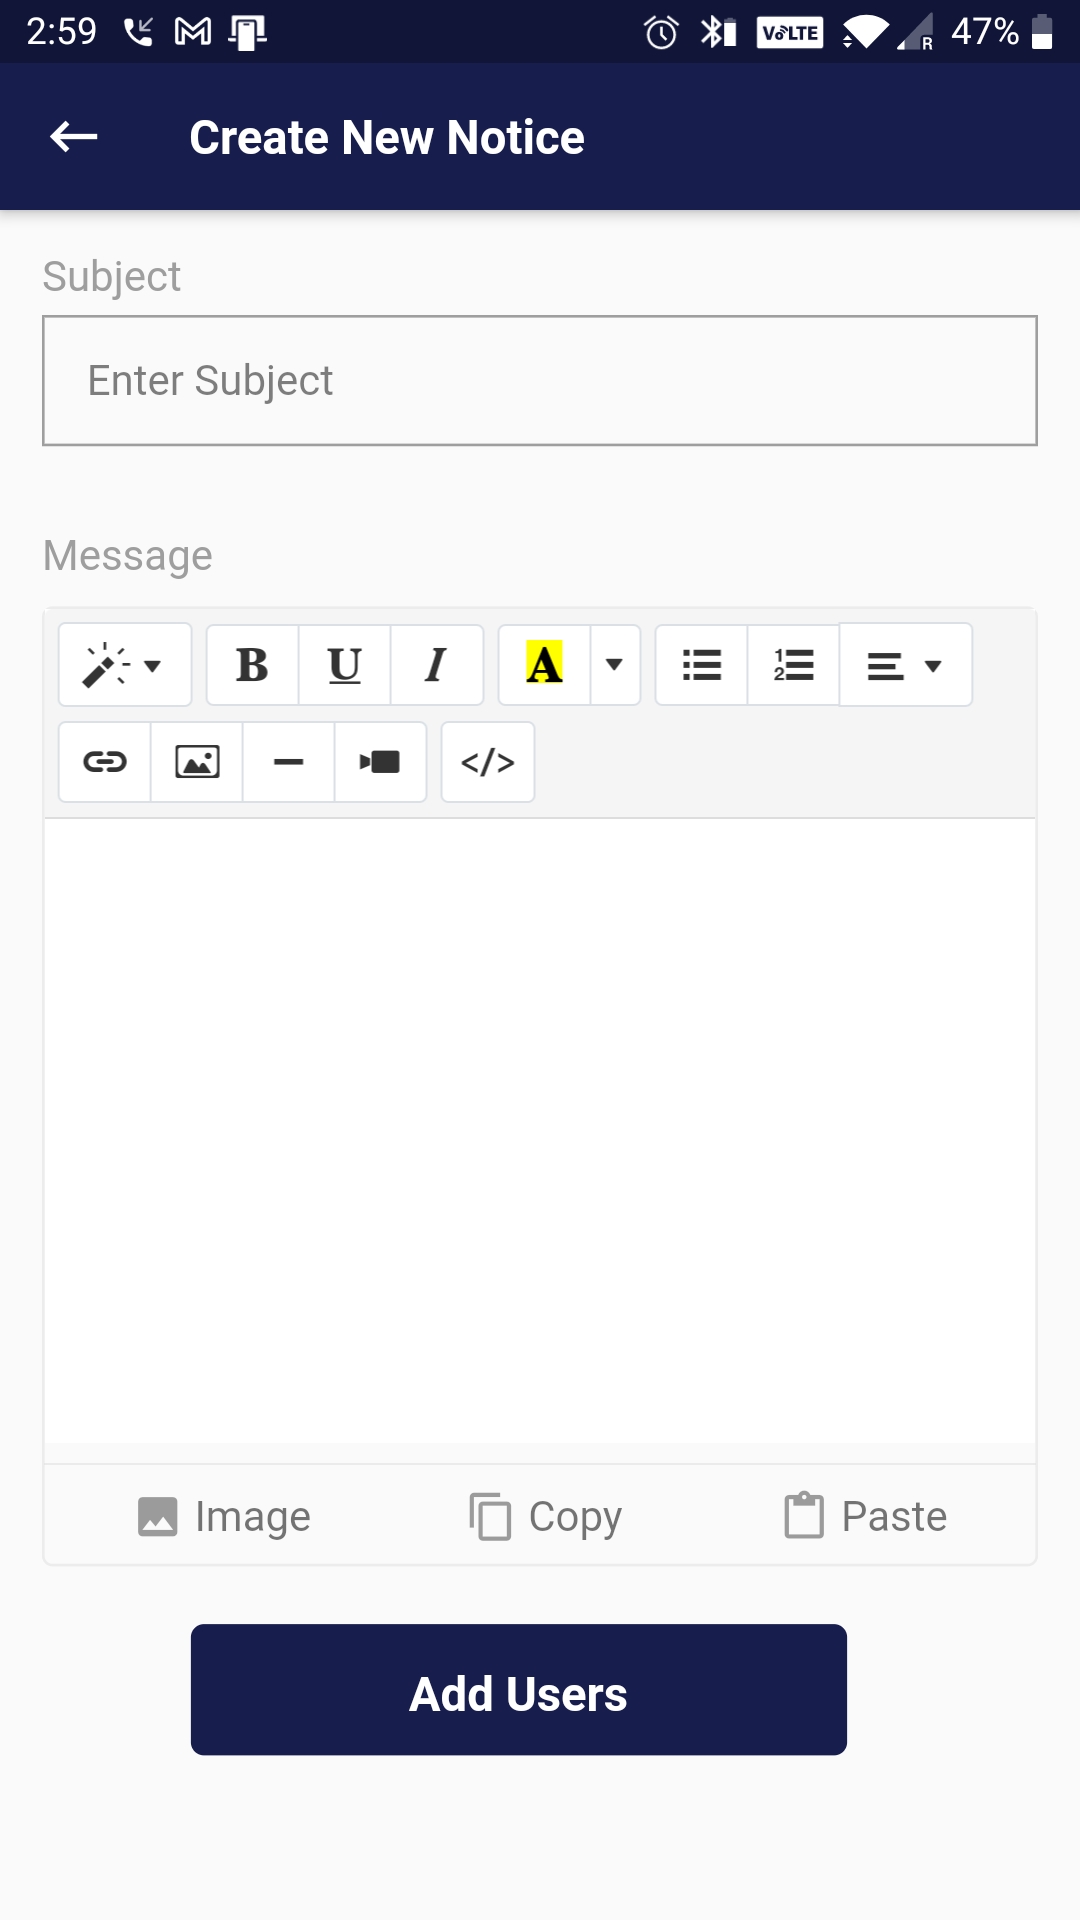 2:59 VoLTE R 47%
Create New Notice
Subject
Enter Subject
Message
B U I A 1 2
</>
Image Copy Paste
Add Users